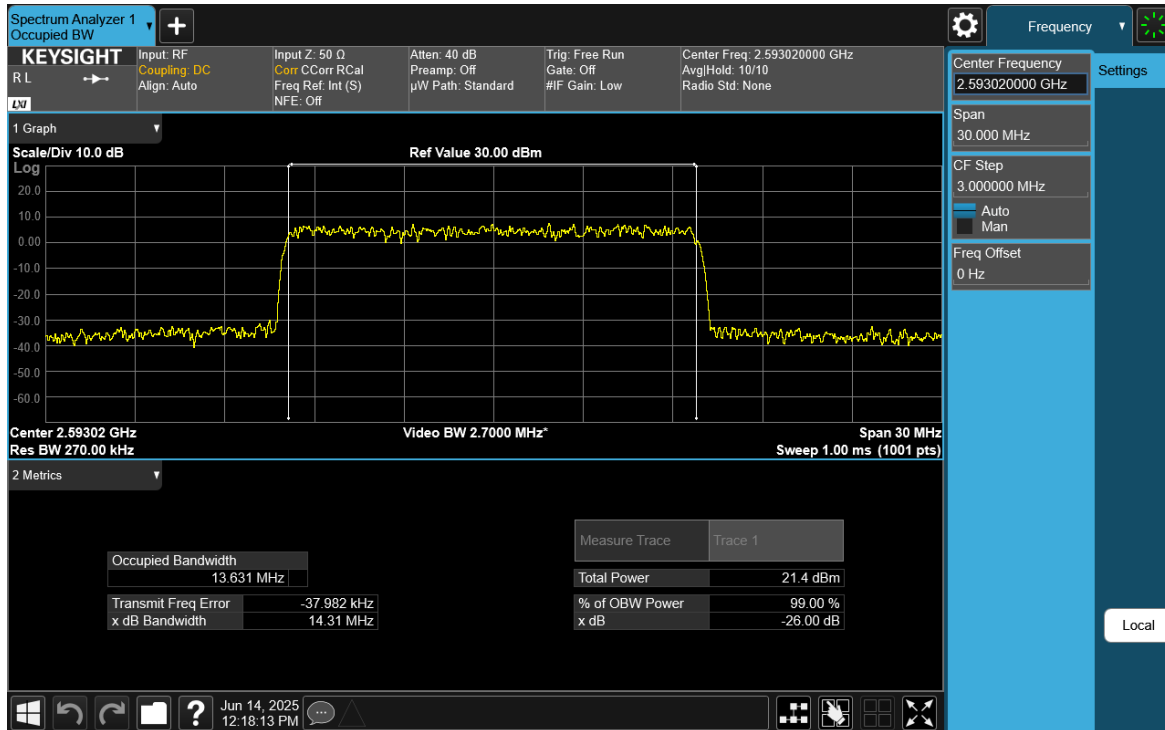 Spectrum Analyzer 1
Occupied BW
Frequency
KEYSIGHT
R L
LXI
Input: RF
Coupling: DC
Align: Auto
Input Z: 50 Ω
Corr CCorr RCal
Freq Ref: Int (S)
NFE: Off
Atten: 40 dB
Preamp: Off
µW Path: Standard
Trig: Free Run
Gate: Off
#IF Gain: Low
Center Freq: 2.593020000 GHz
Avg|Hold: 10/10
Radio Std: None
Center Frequency
2.593020000 GHz
Settings
Span
30.000 MHz
CF Step
3.000000 MHz
Auto
Man
Freq Offset
0 Hz
Local
1 Graph
Scale/Div 10.0 dB
Ref Value 30.00 dBm
Log
20.0
10.0
0.00
-10.0
-20.0
-30.0
-40.0
-50.0
-60.0
Center 2.59302 GHz
Video BW 2.7000 MHz*
Span 30 MHz
Res BW 270.00 kHz
Sweep 1.00 ms (1001 pts)
2 Metrics
Measure Trace Trace 1
Occupied Bandwidth
13.631 MHz
Total Power 21.4 dBm
Transmit Freq Error -37.982 kHz
% of OBW Power 99.00 %
x dB Bandwidth 14.31 MHz
x dB -26.00 dB
?
Jun 14, 2025
12:18:13 PM